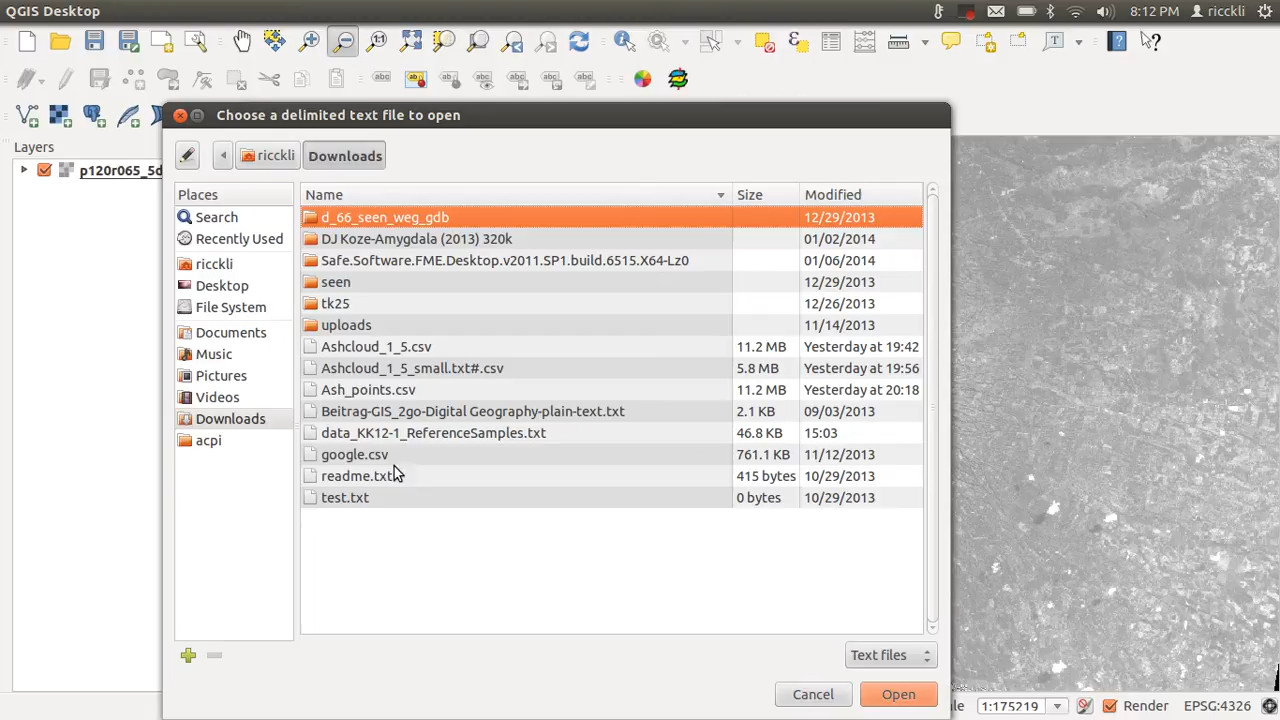 QGIS Desktop
8:12 PM
ricckli
Layers
p120r065_5d
Choose a delimited text file to open
ricckli
Downloads
Places
Search
Recently Used
ricckli
Desktop
File System
Documents
Music
Pictures
Videos
Downloads
acpi
Name Size Modified
d_66_seen_weg_gdb 12/29/2013
DJ Koze-Amygdala (2013) 320k 01/02/2014
Safe.Software.FME.Desktop.v2011.SP1.build.6515.X64-Lz0 01/06/2014
seen 12/29/2013
tk25 12/26/2013
uploads 11/14/2013
Ashcloud_1_5.csv 11.2 MB Yesterday at 19:42
Ashcloud_1_5_small.txt#.csv 5.8 MB Yesterday at 19:56
Ash_points.csv 11.2 MB Yesterday at 20:18
Beitrag-GIS_2go-Digital Geography-plain-text.txt 2.1 KB 09/03/2013
data_KK12-1_ReferenceSamples.txt 46.8 KB 15:03
google.csv 761.1 KB 11/12/2013
readme.txt 415 bytes 10/29/2013
test.txt 0 bytes 10/29/2013
Text files
Cancel
Open
1:175219
Render
EPSG:4326